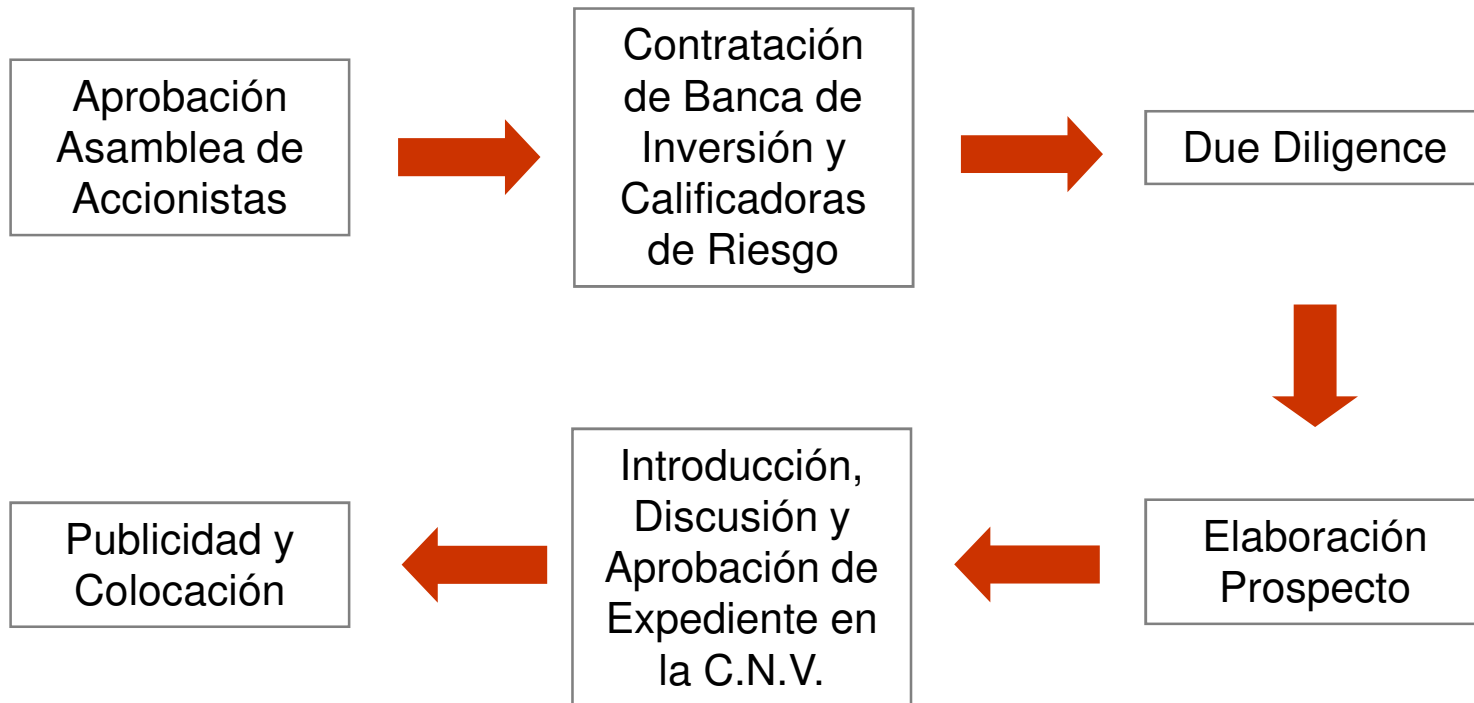 Aprobación
Asamblea de
Accionistas
Contratación
de Banca de
Inversión y
Calificadoras
de Riesgo
Due Diligence
Elaboración
Prospecto
Introducción,
Discusión y
Aprobación de
Expediente en
la C.N.V.
Publicidad y
Colocación